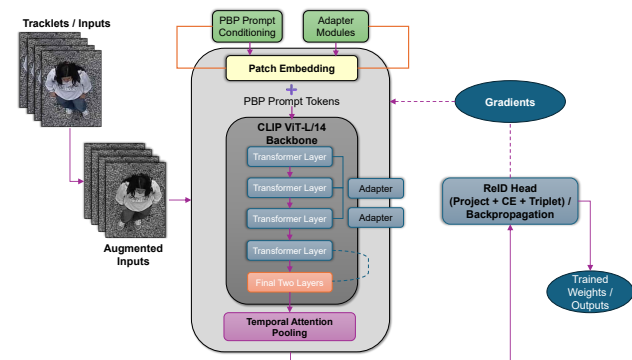 Tracklets / Inputs
PBP Prompt
Conditioning
Adapter
Modules
Patch Embedding
+
PBP Prompt Tokens
CLIP ViT-L/14
Backbone
Transformer Layer
Transformer Layer
Adapter
Transformer Layer
Adapter
Transformer Layer
Final Two Layers
Temporal Attention
Pooling
Augmented
Inputs
Gradients
ReID Head
(Project + CE + Triplet) /
Backpropagation
Trained
Weights /
Outputs